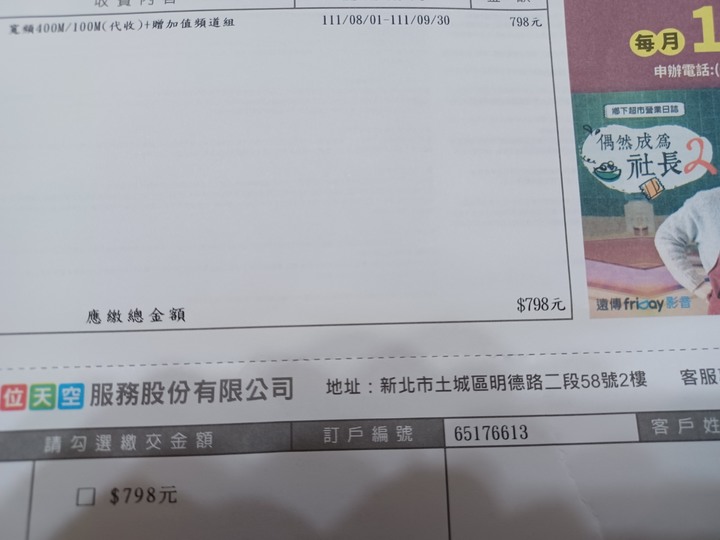 收費內容
寬頻400M/100M(代收)+贈加值頻道組 111/08/01-111/09/30 798元
應繳總金額 $798元
每月1
申辦電話:(
鄉下超市營業日誌
偶然成為
社長2
遠傳friDay影音
位天空 服務股份有限公司 地址：新北市土城區明德路二段58號2樓 客服
請勾選繳交金額 訂戶編號 65176613 客戶姓
□ $798元